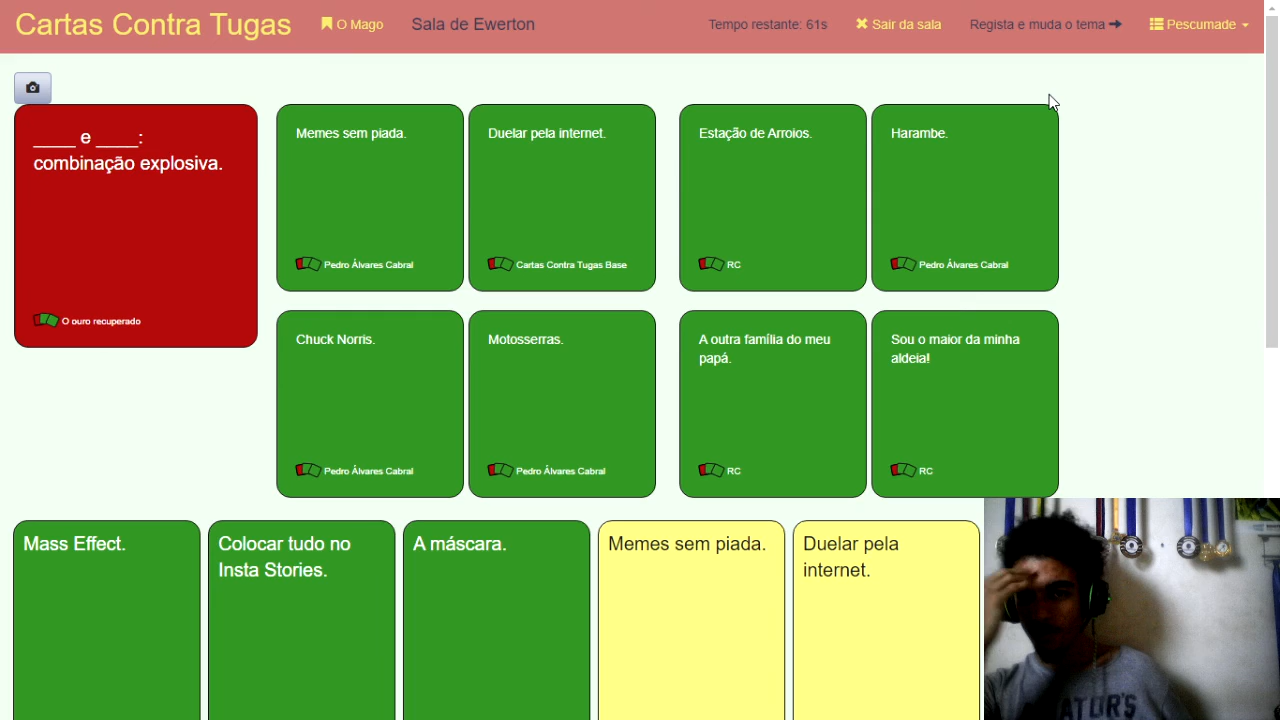 Cartas Contra Tugas
O Mago
Sala de Ewerton
Tempo restante: 61s
Sair da sala
Regista e muda o tema
Pescumade
____ e ____:
combinação explosiva.
O ouro recuperado
Memes sem piada.
Pedro Álvares Cabral
Duelar pela internet.
Cartas Contra Tugas Base
Estação de Arroios.
RC
Harambe.
Pedro Álvares Cabral
Chuck Norris.
Pedro Álvares Cabral
Motosserras.
Pedro Álvares Cabral
A outra família do meu
papá.
RC
Sou o maior da minha
aldeia!
RC
Mass Effect.
Colocar tudo no
Insta Stories.
A máscara.
Memes sem piada.
Duelar pela
internet.